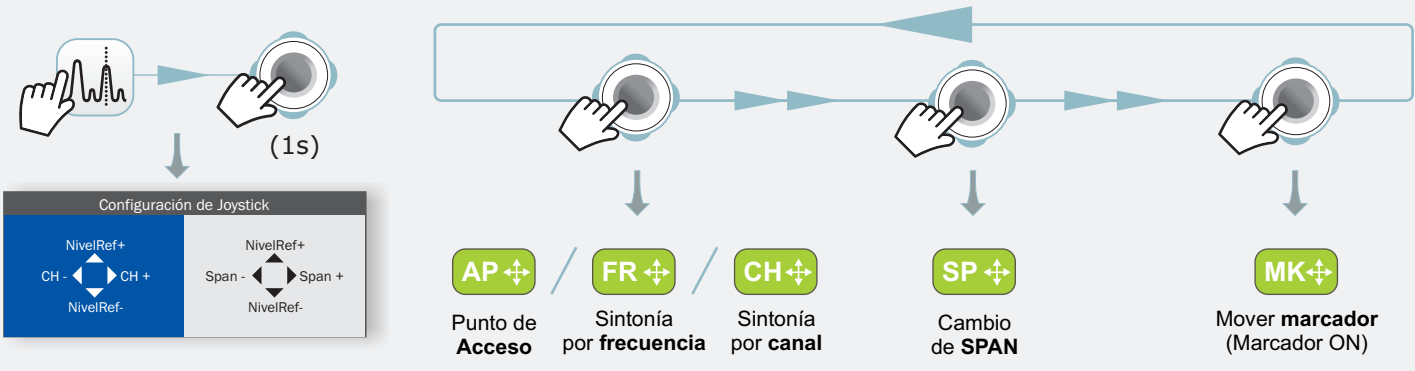 (1s)
Configuración de Joystick
NivelRef+
CH -
CH +
NivelRef-
NivelRef+
Span -
Span +
NivelRef-
AP
FR
CH
SP
MK
Punto de
Acceso
Sintonía
por frecuencia
Sintonía
por canal
Cambio
de SPAN
Mover marcador
(Marcador ON)